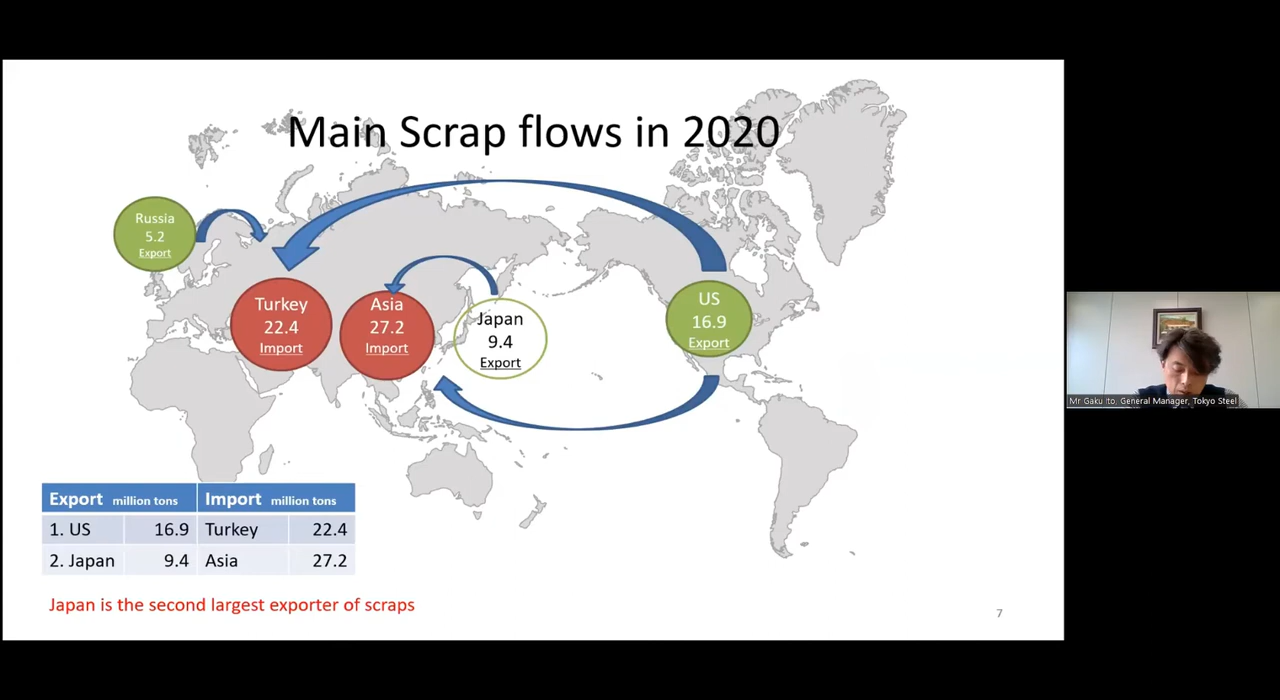 Main Scrap flows in 2020
Russia
5.2
Export
Turkey
22.4
Import
Asia
27.2
Import
Japan
9.4
Export
US
16.9
Export
Export million tons Import million tons
1. US 16.9 Turkey 22.4
2. Japan 9.4 Asia 27.2
Japan is the second largest exporter of scraps
7
Mr Gaku Ito, General Manager, Tokyo Steel